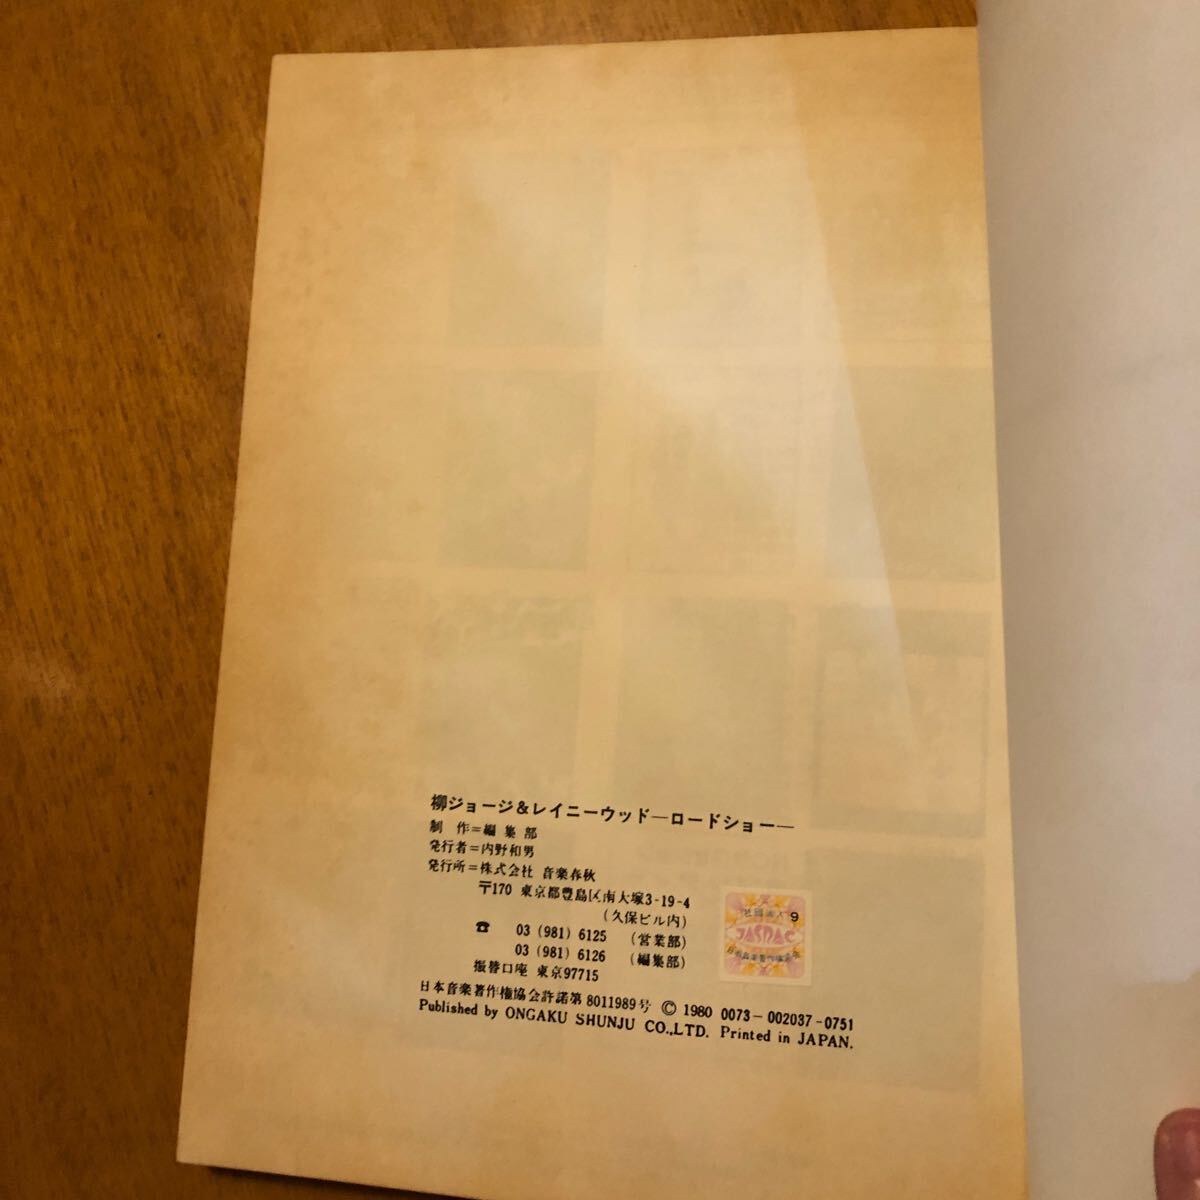 柳ジョージ&レイニーウッド―ロードショー―
制 作=編 集 部
発行者=内野和男
発行所=株式会社 音楽春秋
〒170 東京都豊島区南大塚3-19-4
(久保ビル内)
☎ 03 (981) 6125 (営業部)
03 (981) 6126 (編集部)
振替口座 東京97715
社団法人 9
JASRAC
日本音楽著作権協会許諾第8011989号 © 1980 0073-002037-0751
Published by ONGAKU SHUNJU CO.,LTD. Printed in JAPAN.